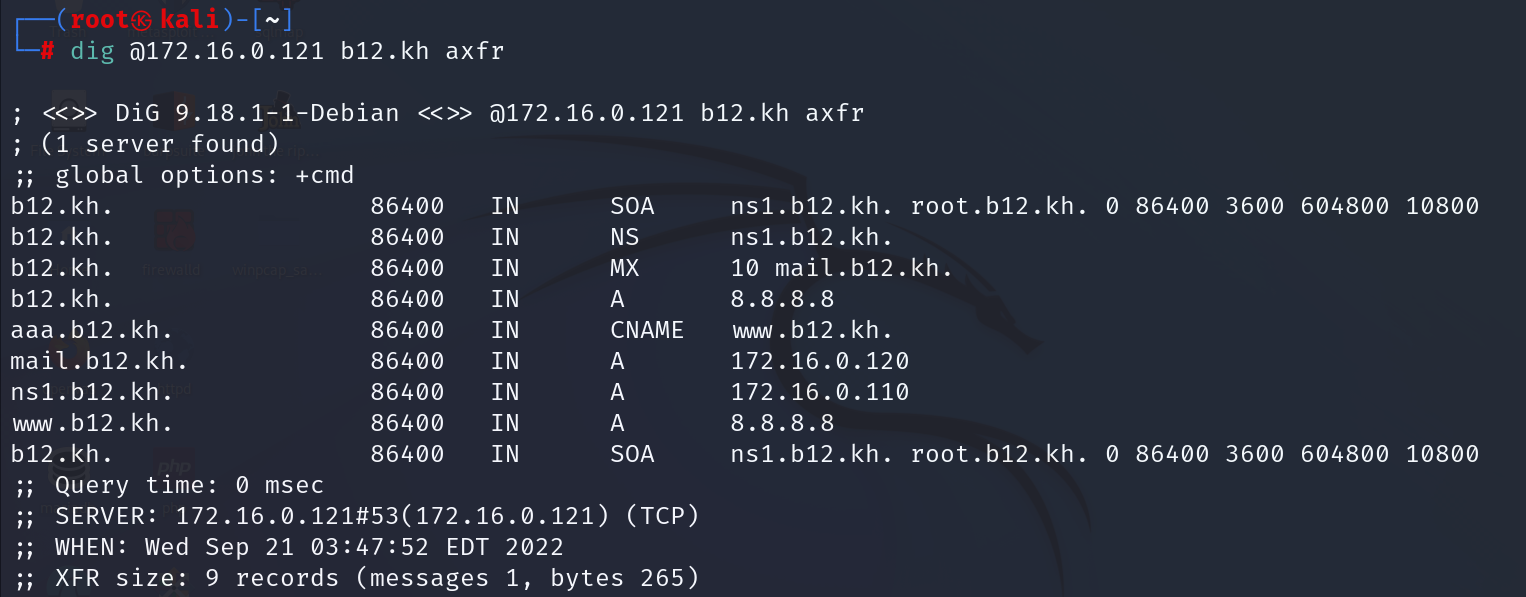 ┌──(root㉿kali)-[~]
└─# dig @172.16.0.121 b12.kh axfr
; <<>> DiG 9.18.1-1-Debian <<>> @172.16.0.121 b12.kh axfr
; (1 server found)
;; global options: +cmd
b12.kh. 86400 IN SOA ns1.b12.kh. root.b12.kh. 0 86400 3600 604800 10800
b12.kh. 86400 IN NS ns1.b12.kh.
b12.kh. 86400 IN MX 10 mail.b12.kh.
b12.kh. 86400 IN A 8.8.8.8
aaa.b12.kh. 86400 IN CNAME www.b12.kh.
mail.b12.kh. 86400 IN A 172.16.0.120
ns1.b12.kh. 86400 IN A 172.16.0.110
www.b12.kh. 86400 IN A 8.8.8.8
b12.kh. 86400 IN SOA ns1.b12.kh. root.b12.kh. 0 86400 3600 604800 10800
;; Query time: 0 msec
;; SERVER: 172.16.0.121#53(172.16.0.121) (TCP)
;; WHEN: Wed Sep 21 03:47:52 EDT 2022
;; XFR size: 9 records (messages 1, bytes 265)